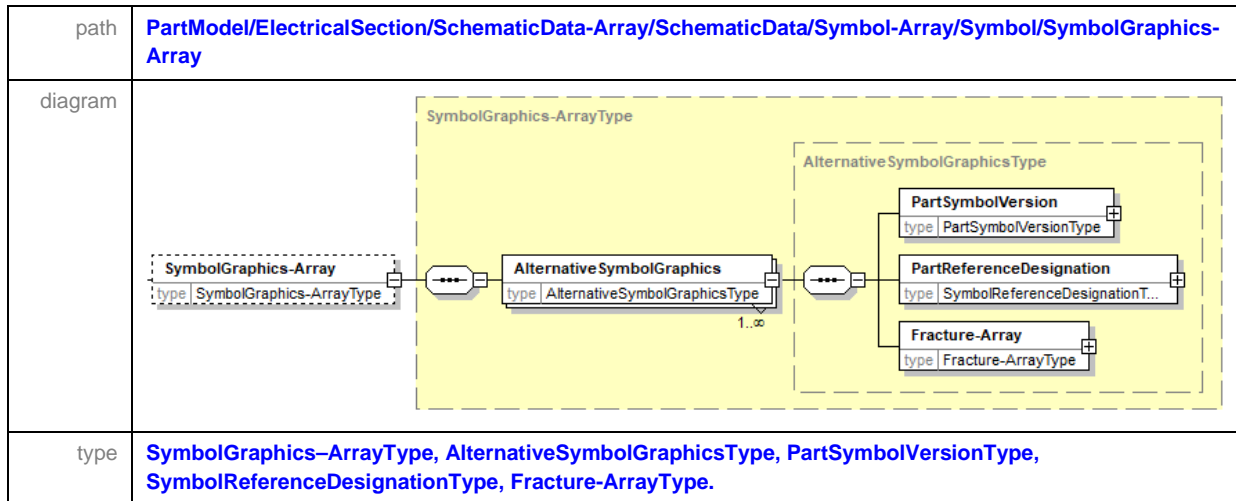 path
PartModel/ElectricalSection/SchematicData-Array/SchematicData/Symbol-Array/Symbol/SymbolGraphics-
Array
diagram
SymbolGraphics-ArrayType
AlternativeSymbolGraphicsType
PartSymbolVersion
type PartSymbolVersionType
SymbolGraphics-Array
type SymbolGraphics-ArrayType
AlternativeSymbolGraphics
type AlternativeSymbolGraphicsType
1..∞
PartReferenceDesignation
type SymbolReferenceDesignationT...
Fracture-Array
type Fracture-ArrayType
type
SymbolGraphics–ArrayType, AlternativeSymbolGraphicsType, PartSymbolVersionType,
SymbolReferenceDesignationType, Fracture-ArrayType.